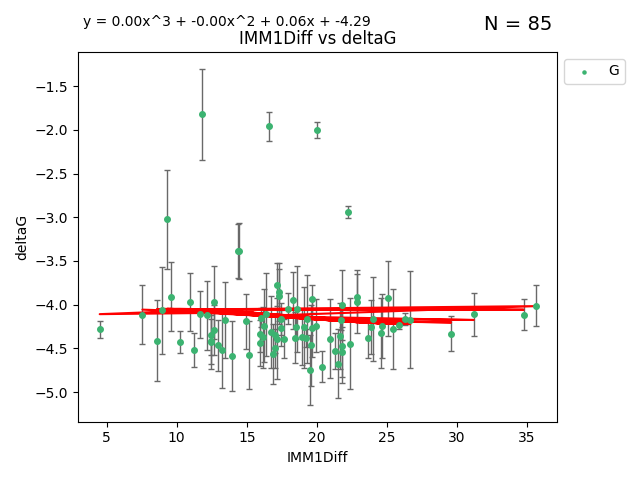 y = 0.00x^3 + -0.00x^2 + 0.06x + -4.29
N = 85
IMM1Diff vs deltaG
G
deltaG
−1.5
−2.0
−2.5
−3.0
−3.5
−4.0
−4.5
−5.0
5 10 15 20 25 30 35
IMM1Diff